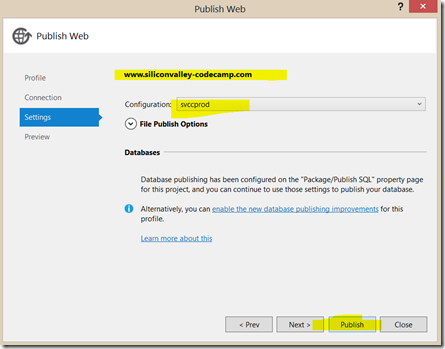 Publish Web
?
Publish Web
Profile
Connection
Settings
Preview
www.siliconvalley-codecamp.com
Configuration: svccprod
File Publish Options
Databases
Database publishing has been configured on the "Package/Publish SQL" property
page for this project, and you can continue to use those settings to publish your database.
Alternatively, you can enable the new database publishing improvements for this
profile.
Learn more about this
< Prev Next > Publish Close